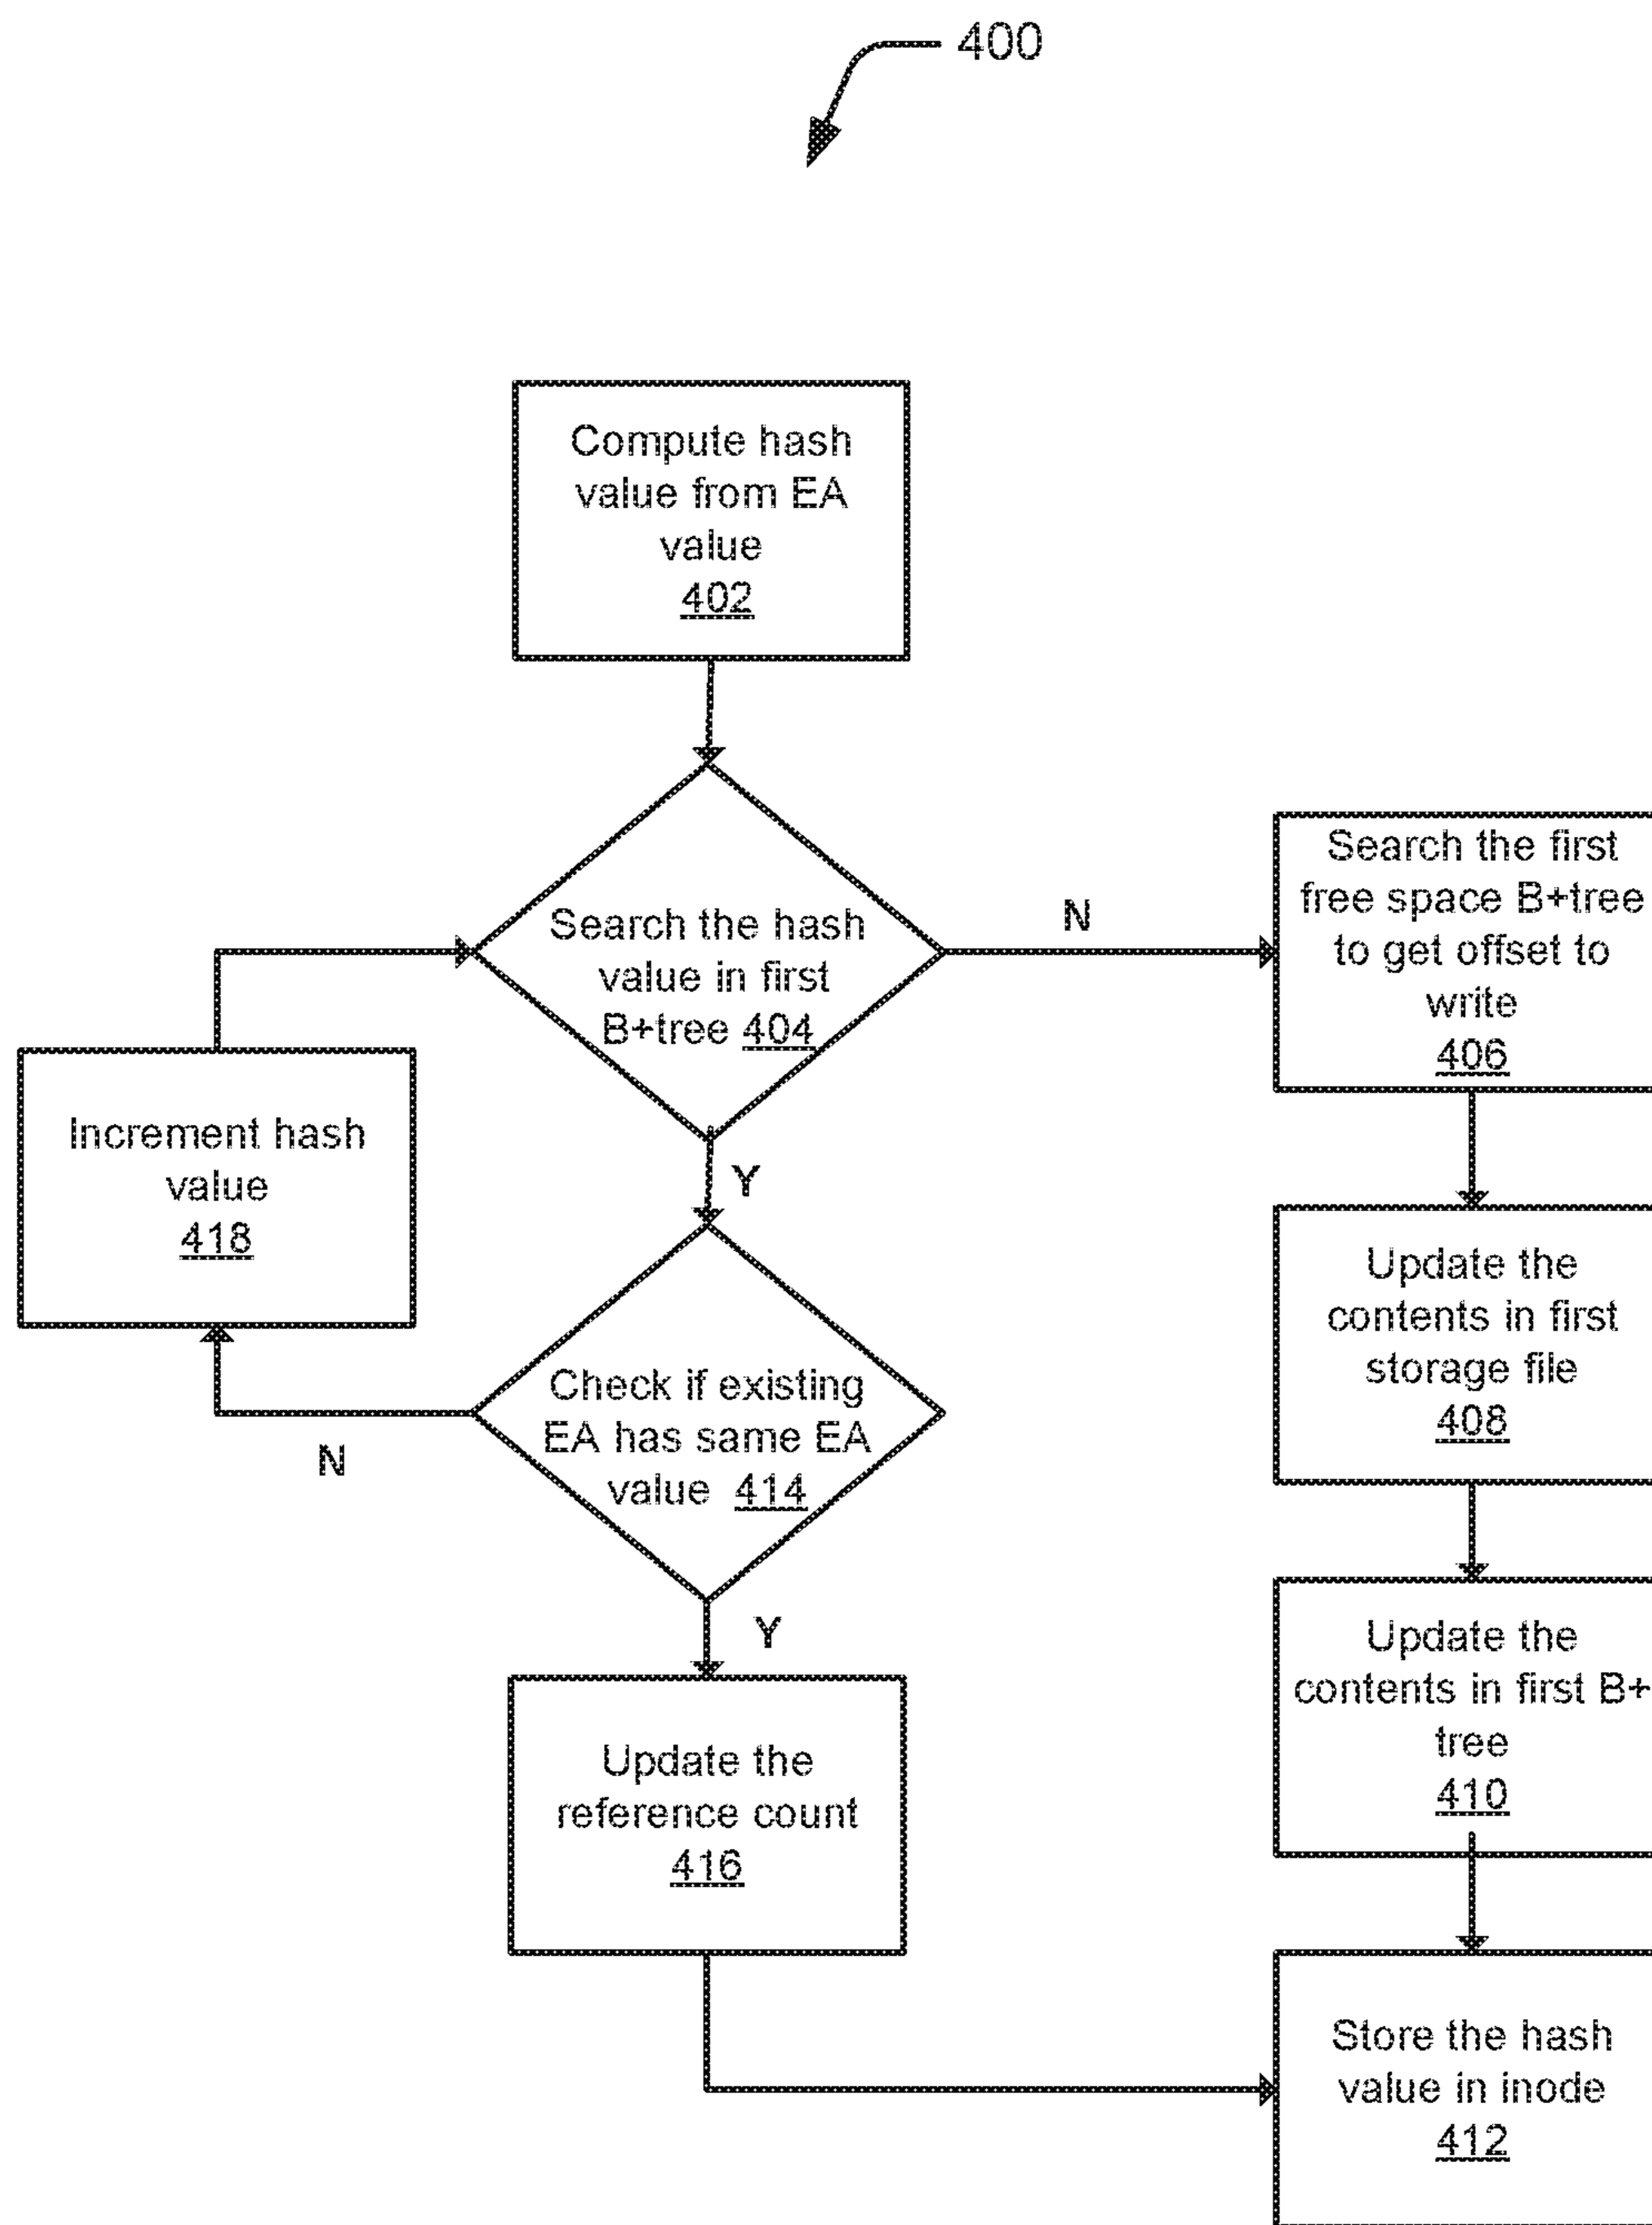 400
Compute hash
value from EA
value
402
Search the hash
value in first
B+tree 404
N
Search the first
free space B+tree
to get offset to
write
406
Increment hash
value
418
Y
Update the
contents in first
storage file
408
Check if existing
EA has same EA
value 414
N
Y
Update the
contents in first B+
tree
410
Update the
reference count
416
Store the hash
value in inode
412